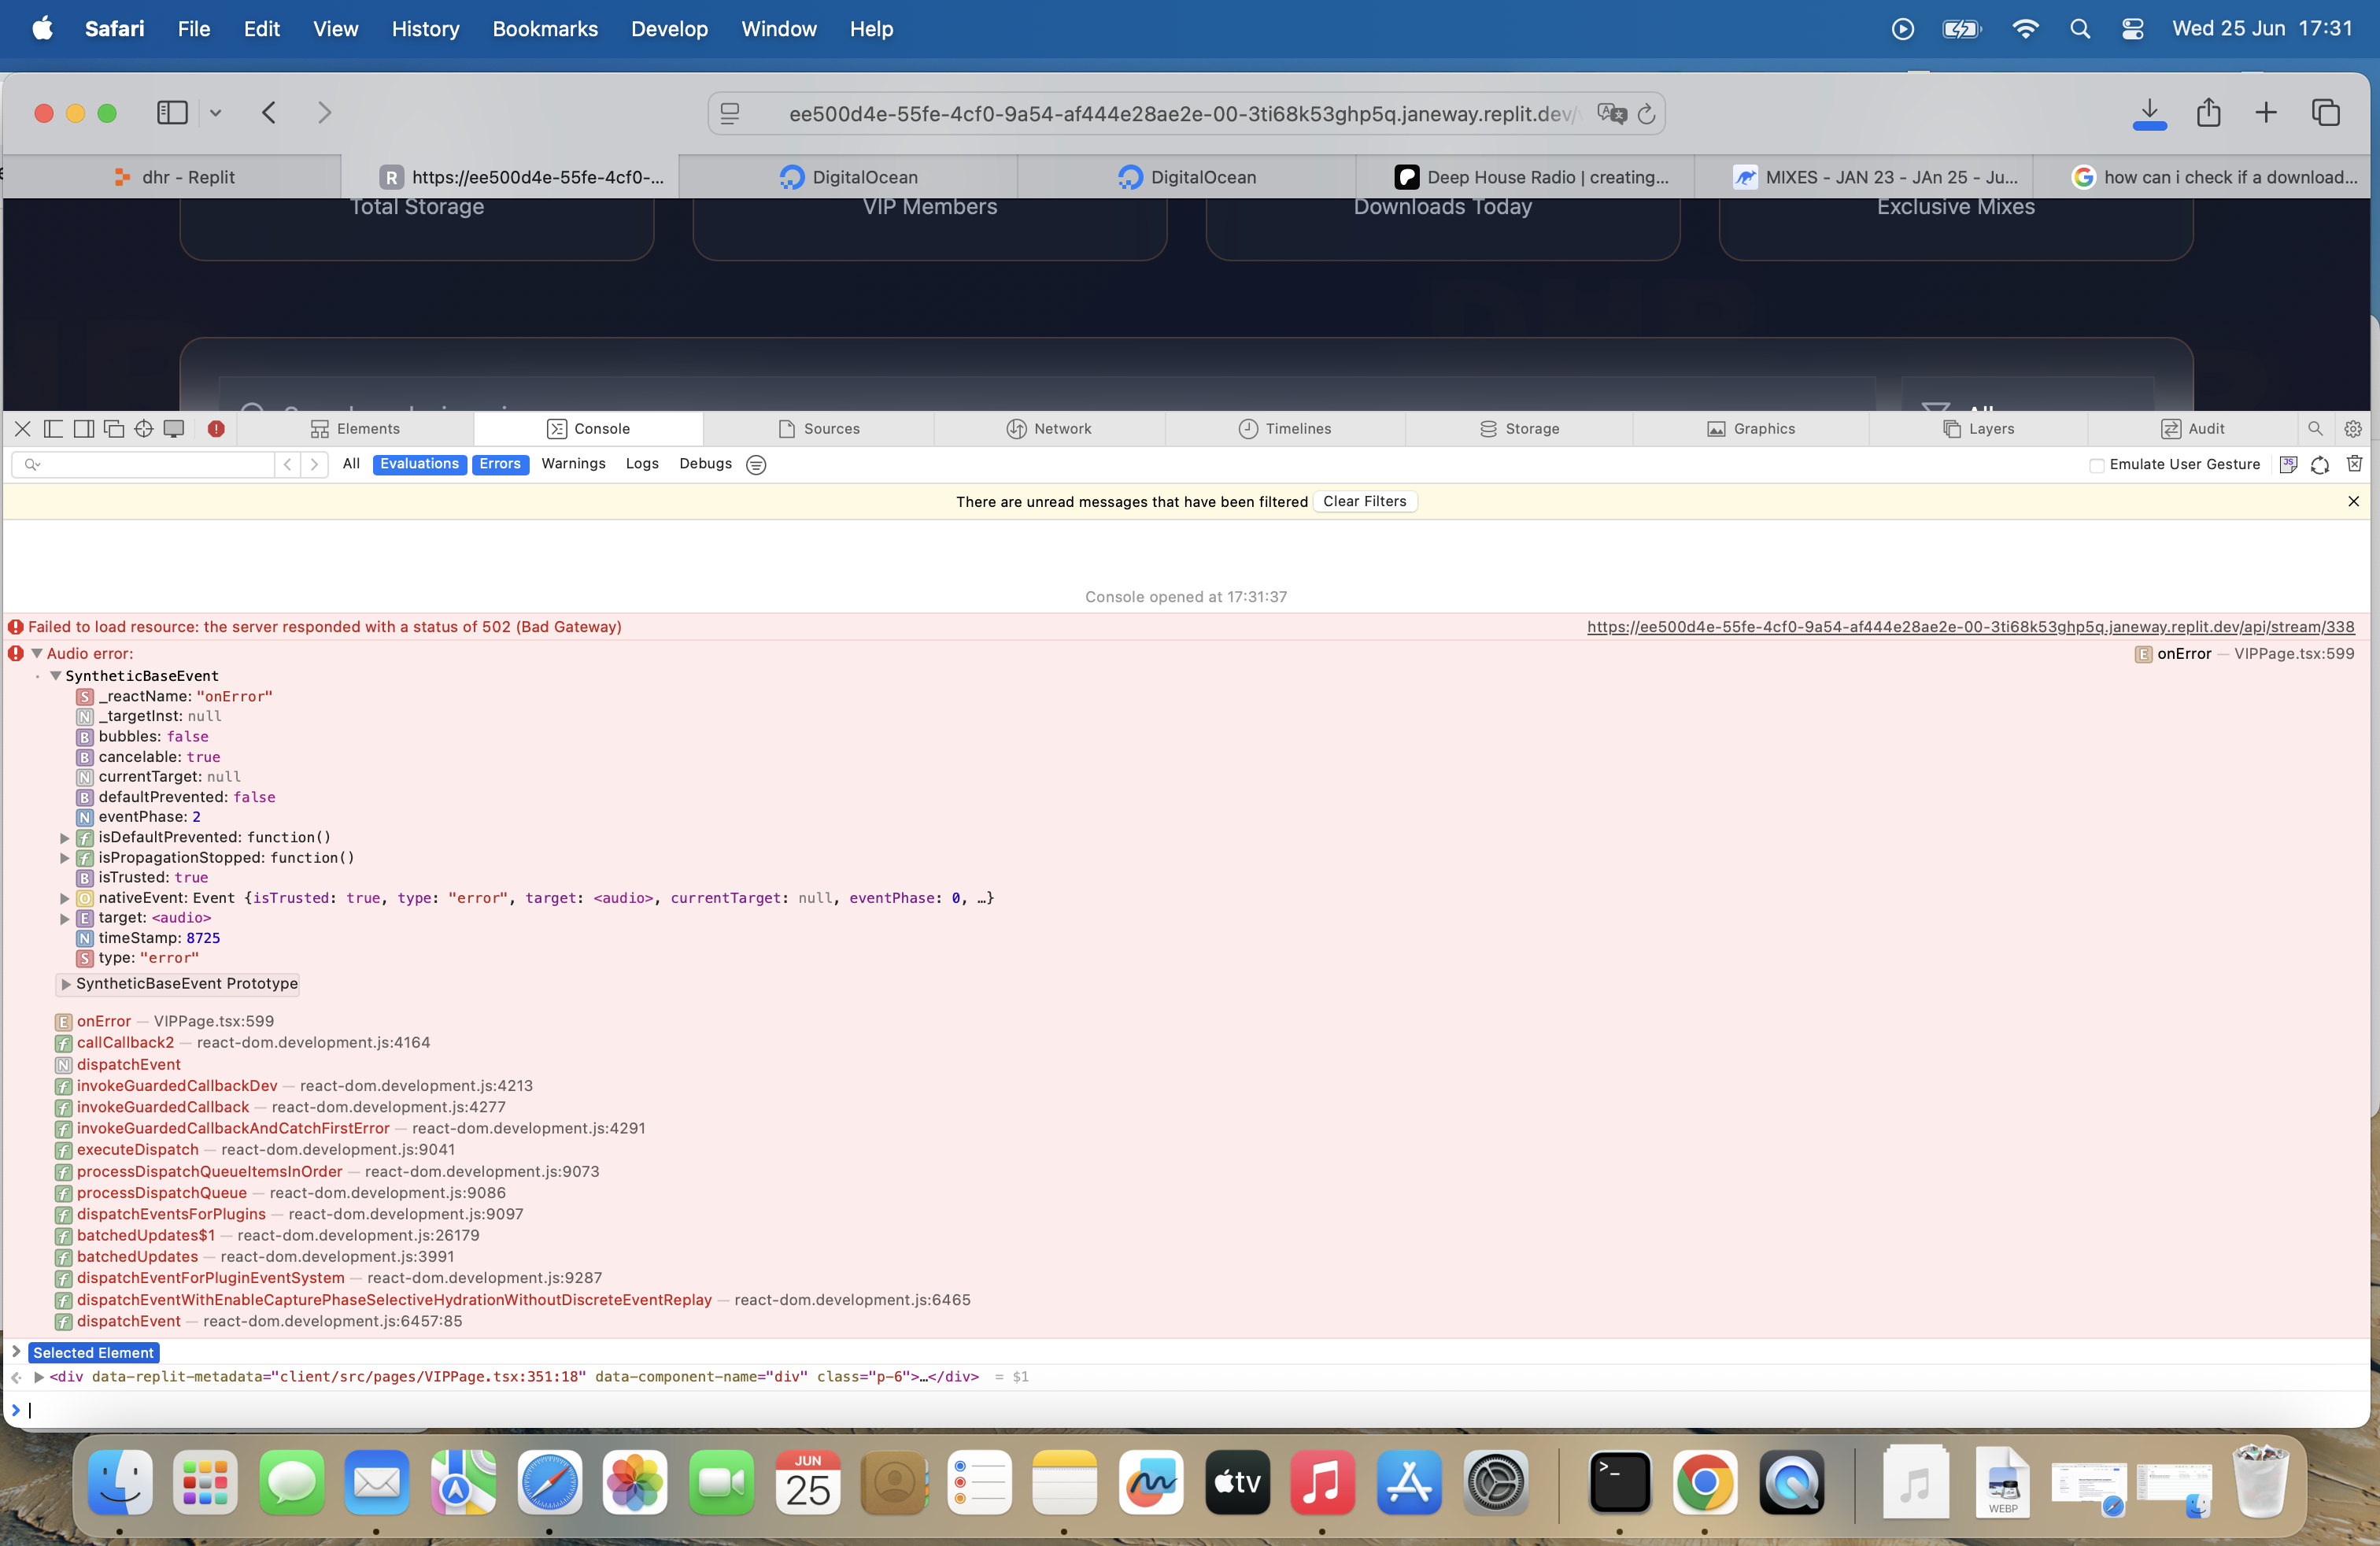 Safari File Edit View History Bookmarks Develop Window Help Wed 25 Jun 17:31
ee500d4e-55fe-4cf0-9a54-af444e28ae2e-00-3ti68k53ghp5q.janeway.replit.dev/
dhr - Replit
R https://ee500d4e-55fe-4cf0-...
DigitalOcean
DigitalOcean
Deep House Radio | creating...
MIXES - JAN 23 - JAn 25 - Ju...
how can i check if a download...
Total Storage
VIP Members
Downloads Today
Exclusive Mixes
Elements Console Sources Network Timelines Storage Graphics Layers Audit
All Evaluations Errors Warnings Logs Debugs Emulate User Gesture
There are unread messages that have been filtered Clear Filters
Console opened at 17:31:37
Failed to load resource: the server responded with a status of 502 (Bad Gateway) https://ee500d4e-55fe-4cf0-9a54-af444e28ae2e-00-3ti68k53ghp5q.janeway.replit.dev/api/stream/338
Audio error: E onError — VIPPage.tsx:599
SyntheticBaseEvent
S _reactName: "onError"
N _targetInst: null
B bubbles: false
B cancelable: true
N currentTarget: null
B defaultPrevented: false
N eventPhase: 2
f isDefaultPrevented: function()
f isPropagationStopped: function()
B isTrusted: true
O nativeEvent: Event {isTrusted: true, type: "error", target: <audio>, currentTarget: null, eventPhase: 0, …}
E target: <audio>
N timeStamp: 8725
S type: "error"
SyntheticBaseEvent Prototype
E onError — VIPPage.tsx:599
f callCallback2 — react-dom.development.js:4164
N dispatchEvent
f invokeGuardedCallbackDev — react-dom.development.js:4213
f invokeGuardedCallback — react-dom.development.js:4277
f invokeGuardedCallbackAndCatchFirstError — react-dom.development.js:4291
f executeDispatch — react-dom.development.js:9041
f processDispatchQueueItemsInOrder — react-dom.development.js:9073
f processDispatchQueue — react-dom.development.js:9086
f dispatchEventsForPlugins — react-dom.development.js:9097
f batchedUpdates$1 — react-dom.development.js:26179
f batchedUpdates — react-dom.development.js:3991
f dispatchEventForPluginEventSystem — react-dom.development.js:9287
f dispatchEventWithEnableCapturePhaseSelectiveHydrationWithoutDiscreteEventReplay — react-dom.development.js:6465
f dispatchEvent — react-dom.development.js:6457:85
Selected Element
<div data-replit-metadata="client/src/pages/VIPPage.tsx:351:18" data-component-name="div" class="p-6">…</div> = $1
JUN
25
tv
WEBP